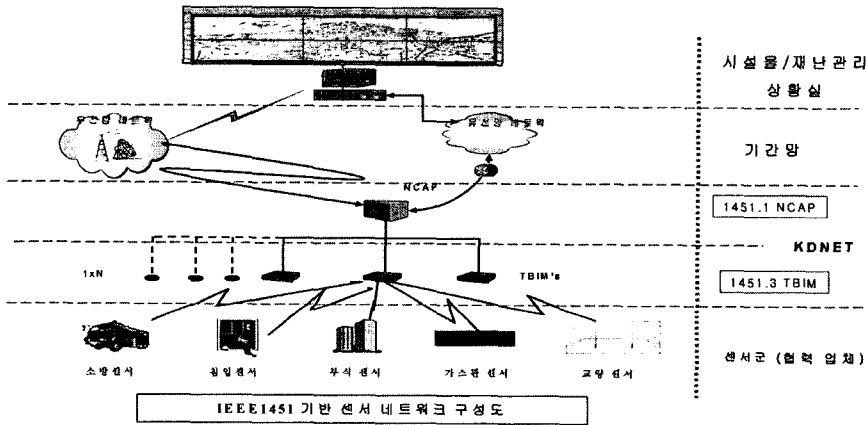 시설물/재난관리
상황실
기간망
NCAP
1451.1 NCAP
KDNET
1xN
TBIM's
1451.3 TBIM
소방센서
침입센서
부식 센서
가스관 센서
교량 센서
센서군 (협력 업체)
IEEE1451 기반 센서 네트워크 구성도